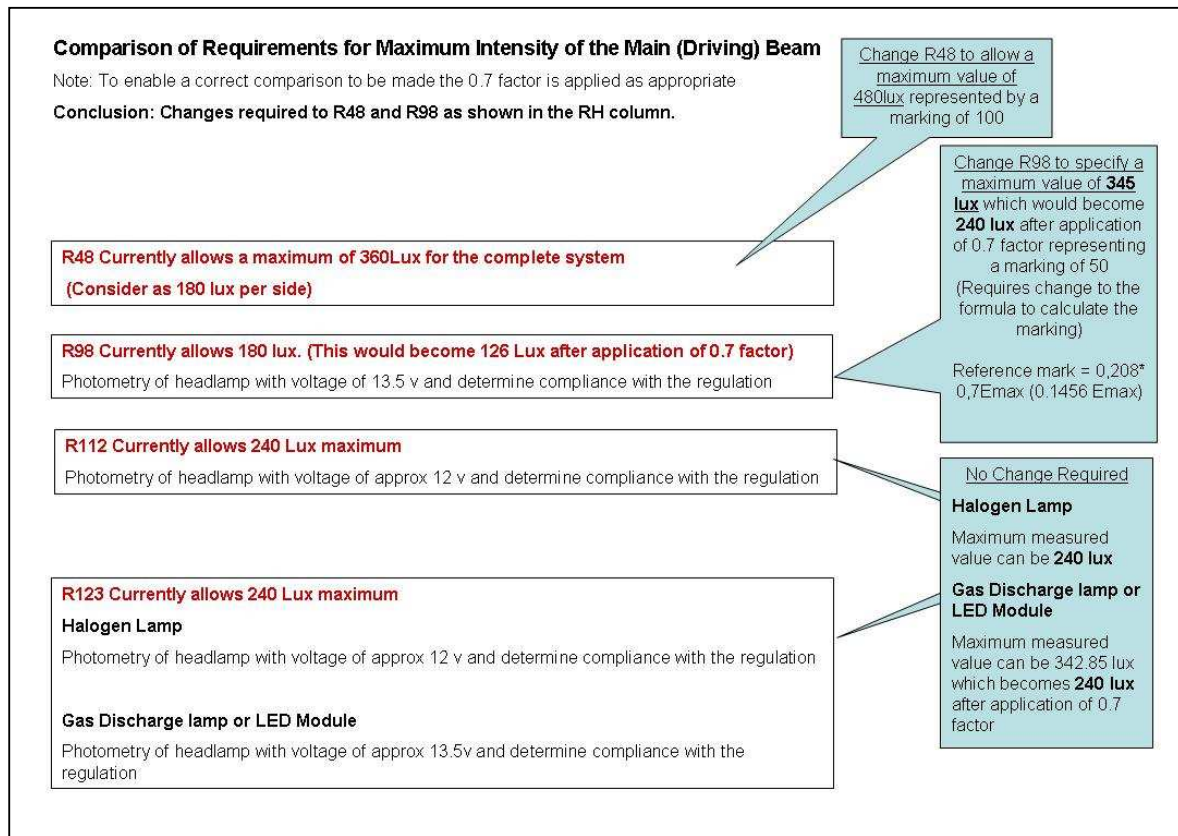 Comparison of Requirements for Maximum Intensity of the Main (Driving) Beam
Note: To enable a correct comparison to be made the 0.7 factor is applied as appropriate
Conclusion: Changes required to R48 and R98 as shown in the RH column.
Change R48 to allow a
maximum value of
480lux represented by a
marking of 100
Change R98 to specify a
maximum value of 345
lux which would become
240 lux after application
of 0.7 factor representing
a marking of 50
(Requires change to the
formula to calculate the
marking)
Reference mark = 0,208*
0,7Emax (0.1456 Emax)
R48 Currently allows a maximum of 360Lux for the complete system
(Consider as 180 lux per side)
R98 Currently allows 180 lux. (This would become 126 Lux after application of 0.7 factor)
Photometry of headlamp with voltage of 13.5 v and determine compliance with the regulation
R112 Currently allows 240 Lux maximum
Photometry of headlamp with voltage of approx 12 v and determine compliance with the regulation
No Change Required
Halogen Lamp
Maximum measured
value can be 240 lux
Gas Discharge lamp or
LED Module
Maximum measured
value can be 342.85 lux
which becomes 240 lux
after application of 0.7
factor
R123 Currently allows 240 Lux maximum
Halogen Lamp
Photometry of headlamp with voltage of approx 12 v and determine compliance with the regulation
Gas Discharge lamp or LED Module
Photometry of headlamp with voltage of approx 13.5v and determine compliance with the
regulation